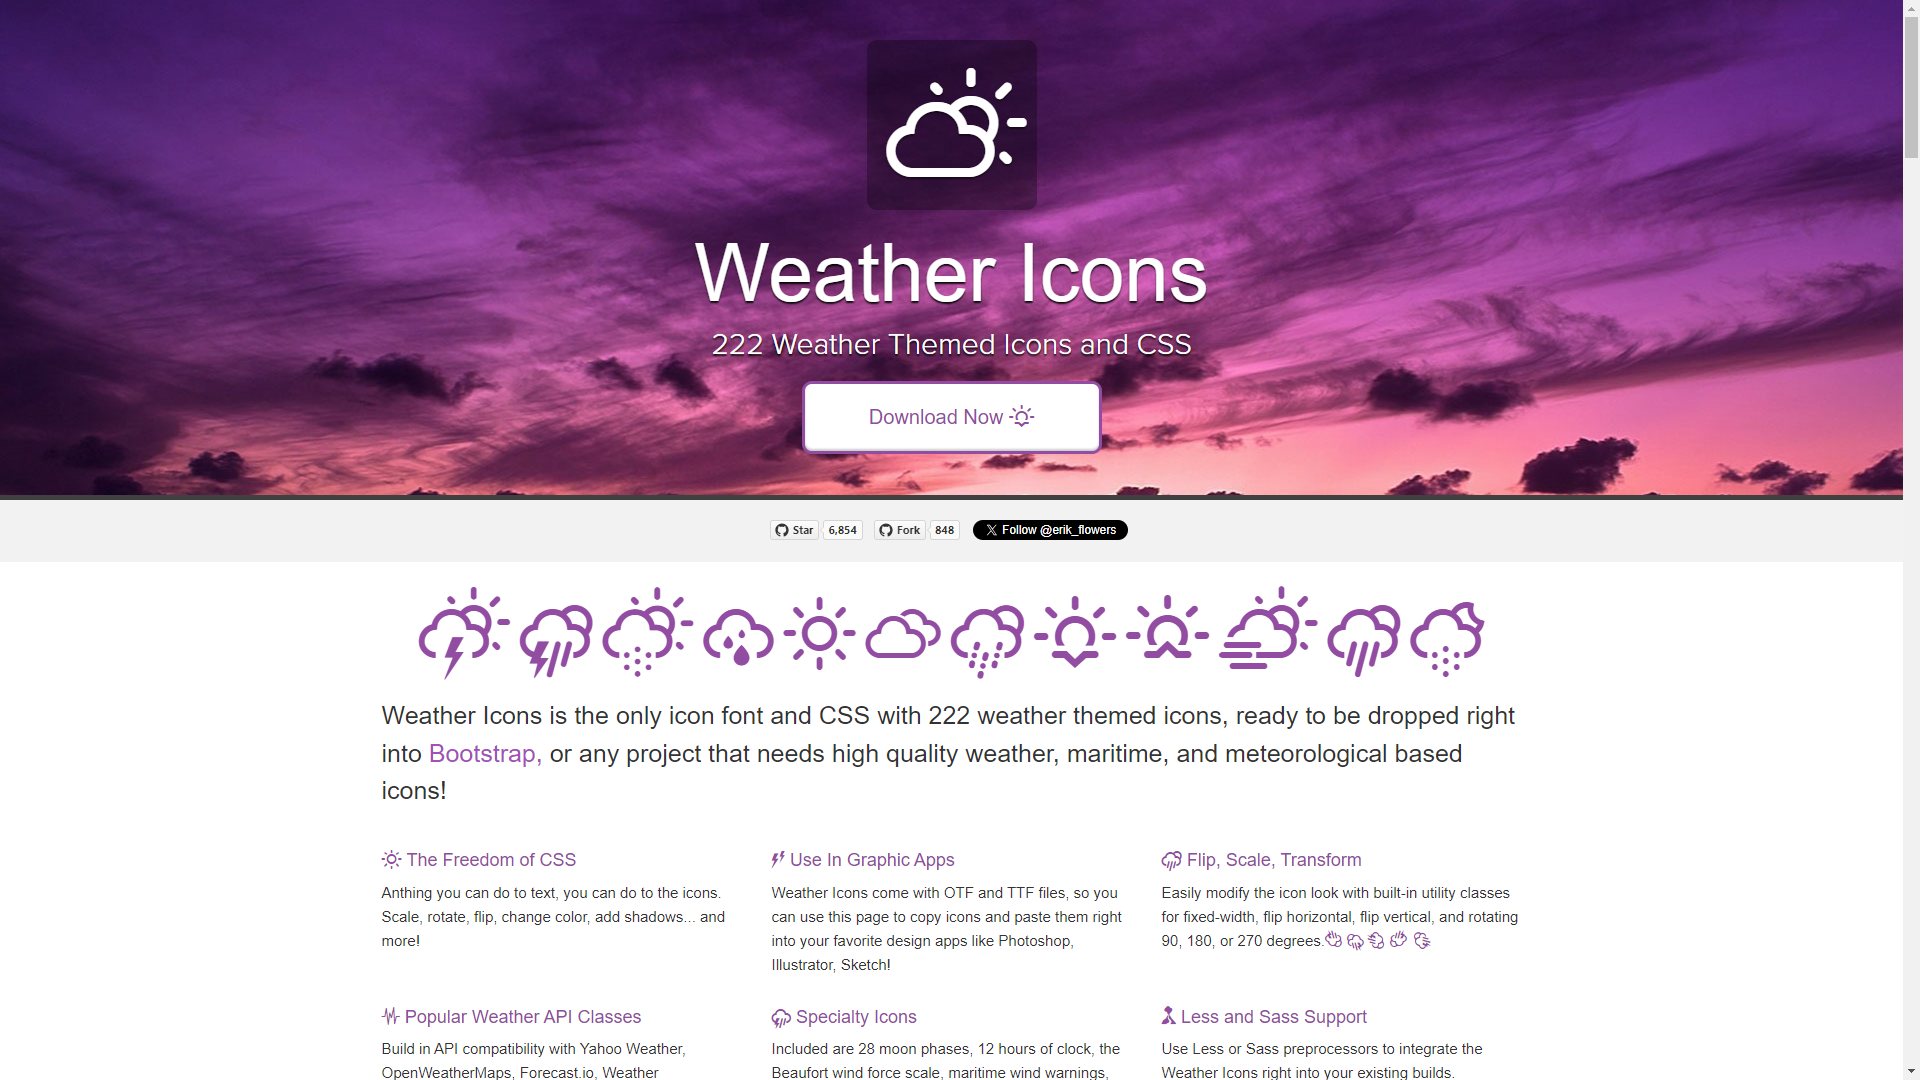 Weather Icons
222 Weather Themed Icons and CSS
Download Now
Star 6,854 Fork 848 Follow @erik_flowers
Weather Icons is the only icon font and CSS with 222 weather themed icons, ready to be dropped right
into Bootstrap, or any project that needs high quality weather, maritime, and meteorological based
icons!
The Freedom of CSS
Anthing you can do to text, you can do to the icons.
Scale, rotate, flip, change color, add shadows... and
more!
Use In Graphic Apps
Weather Icons come with OTF and TTF files, so you
can use this page to copy icons and paste them right
into your favorite design apps like Photoshop,
Illustrator, Sketch!
Flip, Scale, Transform
Easily modify the icon look with built-in utility classes
for fixed-width, flip horizontal, flip vertical, and rotating
90, 180, or 270 degrees.
Popular Weather API Classes
Build in API compatibility with Yahoo Weather,
OpenWeatherMaps, Forecast.io, Weather
Specialty Icons
Included are 28 moon phases, 12 hours of clock, the
Beaufort wind force scale, maritime wind warnings,
Less and Sass Support
Use Less or Sass preprocessors to integrate the
Weather Icons right into your existing builds.